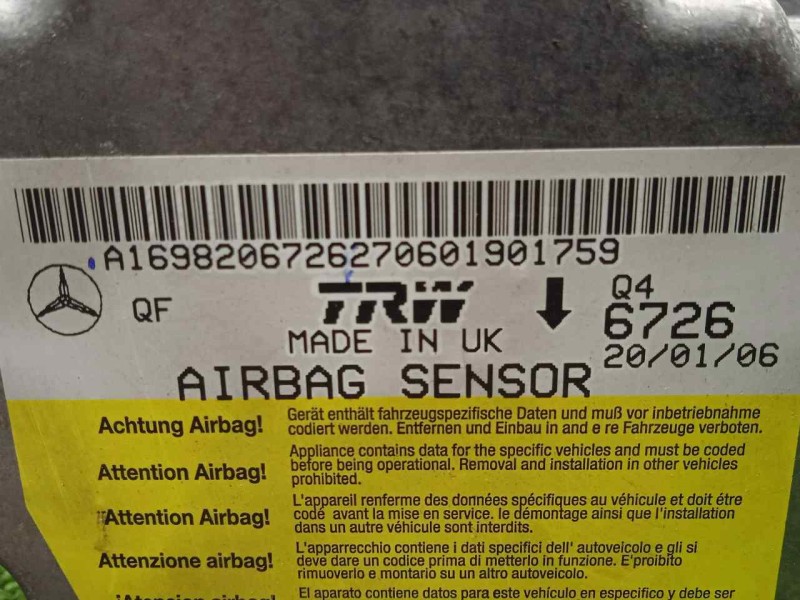 A1698206726270601901759
QF
TRW
Q4
MADE IN UK
6726
20/01/06
AIRBAG SENSOR
Achtung Airbag!
Gerät enthält fahrzeugspezifische Daten und muß vor inbetriebnahme
codiert werden. Entfernen und Einbau in and e re Fahrzeuge verboten.
Attention Airbag!
Appliance contains data for the specific vehicles and must be coded
before being operational. Removal and installation in other vehicles
prohibited.
Attention Airbag!
L'appareil renferme des données spécifiques au véhicule et doit étré
codé avant la mise en service. le démontage ainsi que l'installation
dans un autre véhicule sont interdits.
Attenzione airbag!
L'apparrecchio contiene i dati specifici dell' autoveicolo e gli si
deve dare un codice prima di metterlo in funzione. E'proibito
rimuoverlo e montario su un altro autoveicolo.
¡Atension airbag!
El aparato contiene datos para este vehículo en especifico y debe ser